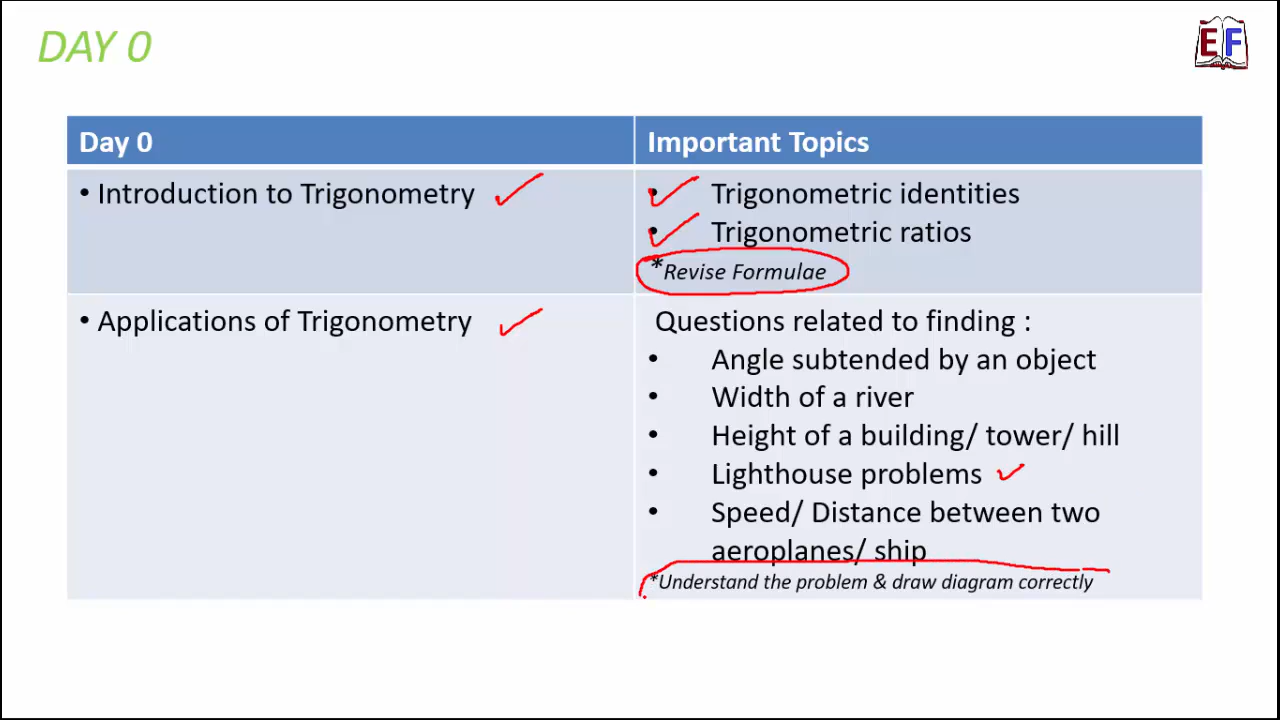 DAY 0
EF
Day 0
Important Topics
• Introduction to Trigonometry
• Trigonometric identities
• Trigonometric ratios
*Revise Formulae
• Applications of Trigonometry
Questions related to finding :
• Angle subtended by an object
• Width of a river
• Height of a building/ tower/ hill
• Lighthouse problems
• Speed/ Distance between two
aeroplanes/ ship
*Understand the problem & draw diagram correctly